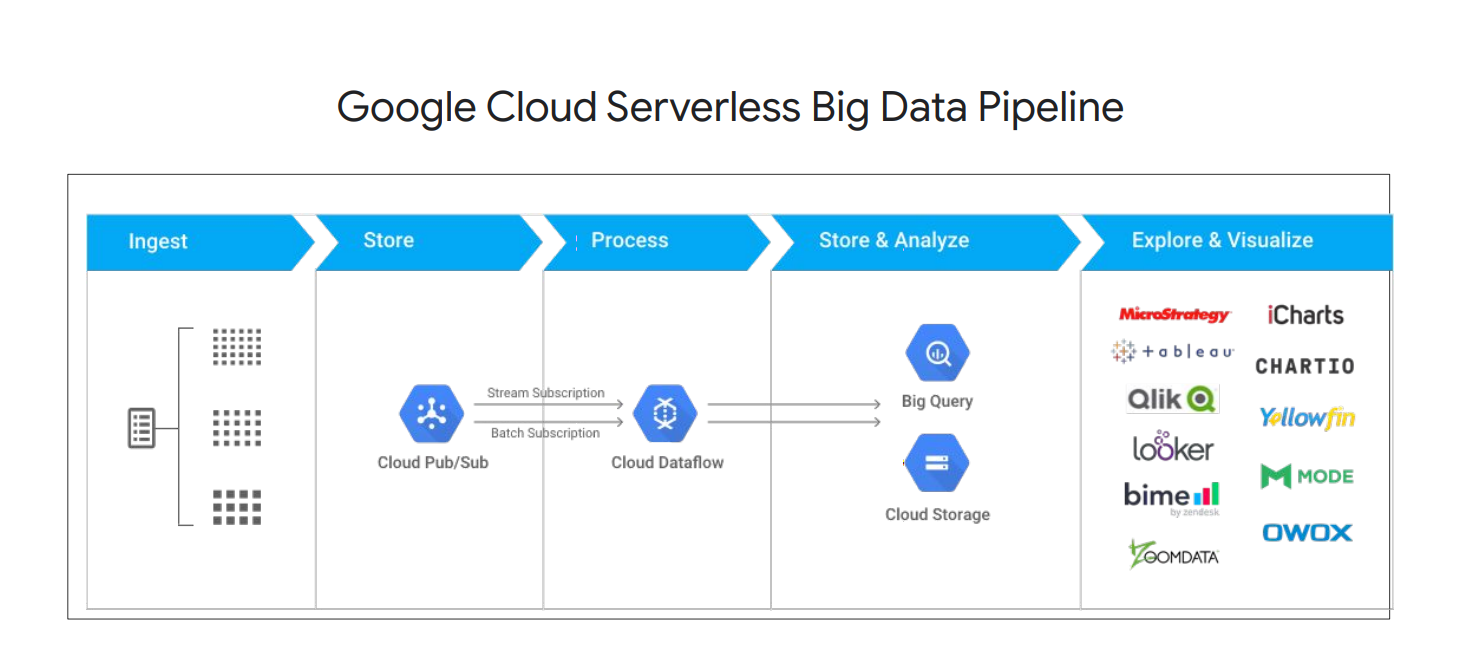 Google Cloud Serverless Big Data Pipeline
Ingest
Store
Process
Store & Analyze
Explore & Visualize
Cloud Pub/Sub
Stream Subscription
Batch Subscription
Cloud Dataflow
Big Query
Cloud Storage
MicroStrategy
iCharts
+ableau
CHARTIO
Qlik
Yellowfin
looker
MODE
bime
by zendesk
OWOX
ZOOMDATA